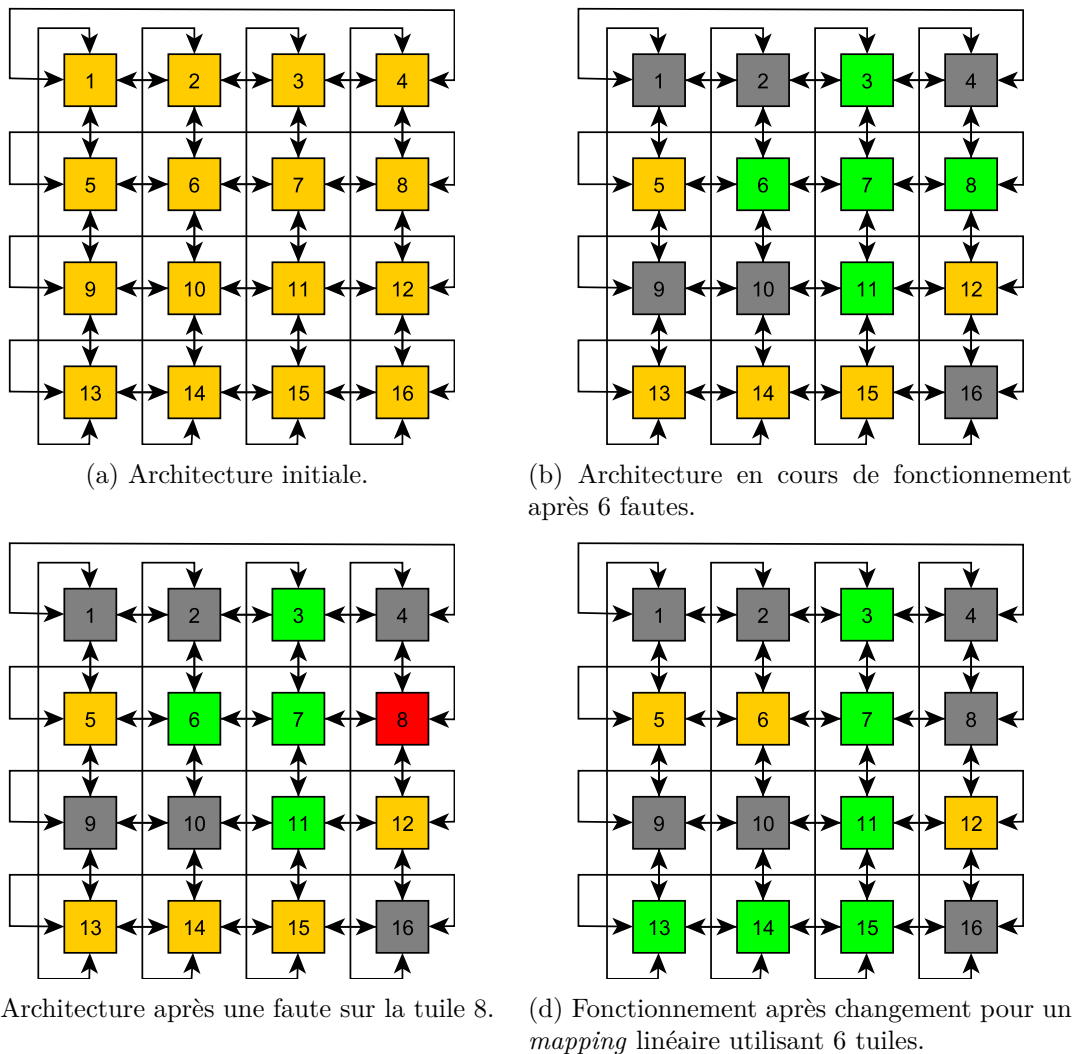 1 2 3 4
5 6 7 8
9 10 11 12
13 14 15 16
(a) Architecture initiale.
1 2 3 4
5 6 7 8
9 10 11 12
13 14 15 16
(b) Architecture en cours de fonctionnement
après 6 fautes.
1 2 3 4
5 6 7 8
9 10 11 12
13 14 15 16
Architecture après une faute sur la tuile 8.
1 2 3 4
5 6 7 8
9 10 11 12
13 14 15 16
(d) Fonctionnement après changement pour un
mapping linéaire utilisant 6 tuiles.